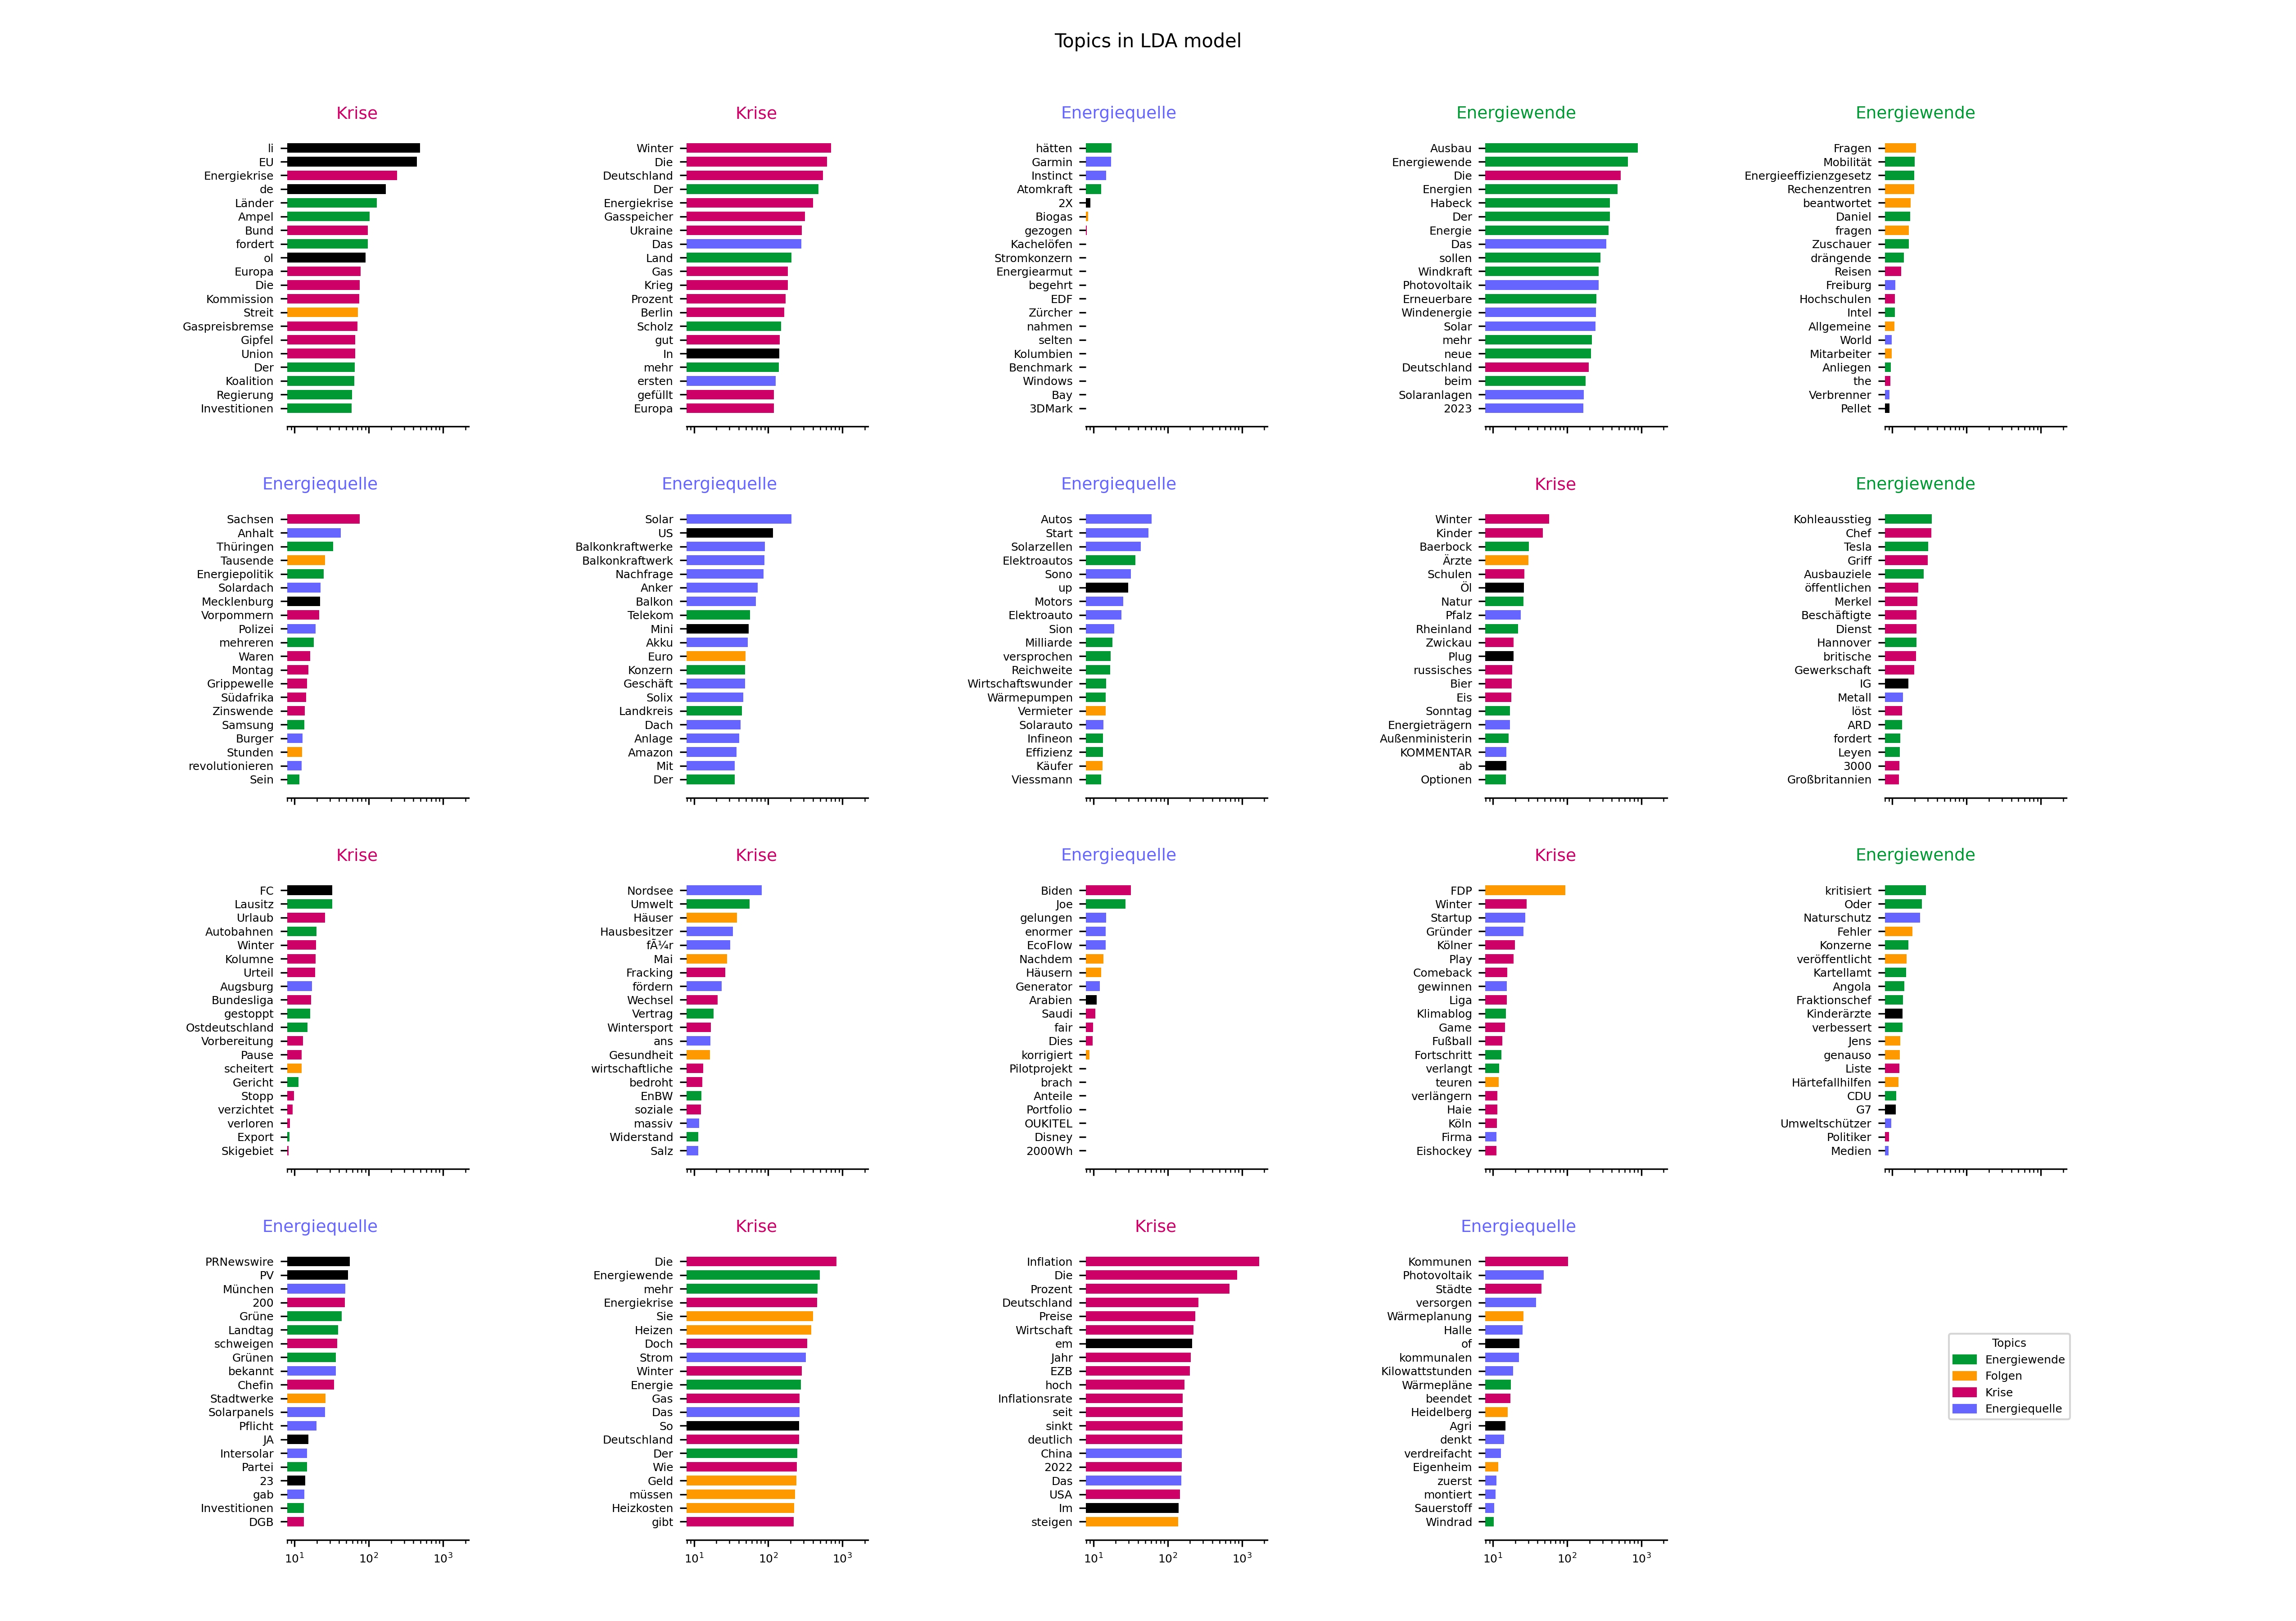 Topics in LDA model
Krise
li
EU
Energiekrise
de
Länder
Ampel
Bund
fordert
ol
Europa
Die
Kommission
Streit
Gaspreisbremse
Gipfel
Union
Der
Koalition
Regierung
Investitionen
Krise
Winter
Die
Deutschland
Der
Energiekrise
Gasspeicher
Ukraine
Das
Land
Gas
Krieg
Prozent
Berlin
Scholz
gut
In
mehr
ersten
gefüllt
Europa
Energiequelle
hätten
Garmin
Instinct
Atomkraft
2X
Biogas
gezogen
Kachelöfen
Stromkonzern
Energiearmut
begehrt
EDF
Zürcher
nahmen
selten
Kolumbien
Benchmark
Windows
Bay
3DMark
Energiewende
Ausbau
Energiewende
Die
Energien
Habeck
Der
Energie
Das
sollen
Windkraft
Photovoltaik
Erneuerbare
Windenergie
Solar
mehr
neue
Deutschland
beim
Solaranlagen
2023
Energiewende
Fragen
Mobilität
Energieeffizienzgesetz
Rechenzentren
beantwortet
Daniel
fragen
Zuschauer
drängende
Reisen
Freiburg
Hochschulen
Intel
Allgemeine
World
Mitarbeiter
Anliegen
the
Verbrenner
Pellet
Energiequelle
Sachsen
Anhalt
Thüringen
Tausende
Energiepolitik
Solardach
Mecklenburg
Vorpommern
Polizei
mehreren
Waren
Montag
Grippewelle
Südafrika
Zinswende
Samsung
Burger
Stunden
revolutionieren
Sein
Energiequelle
Solar
US
Balkonkraftwerke
Balkonkraftwerk
Nachfrage
Anker
Balkon
Telekom
Mini
Akku
Euro
Konzern
Geschäft
Solix
Landkreis
Dach
Anlage
Amazon
Mit
Der
Energiequelle
Autos
Start
Solarzellen
Elektroautos
Sono
up
Motors
Elektroauto
Sion
Milliarde
versprochen
Reichweite
Wirtschaftswunder
Wärmepumpen
Vermieter
Solarauto
Infineon
Effizienz
Käufer
Viessmann
Krise
Winter
Kinder
Baerbock
Ärzte
Schulen
Öl
Natur
Pfalz
Rheinland
Zwickau
Plug
russisches
Bier
Eis
Sonntag
Energieträgern
Außenministerin
KOMMENTAR
ab
Optionen
Energiewende
Kohleausstieg
Chef
Tesla
Griff
Ausbauziele
öffentlichen
Merkel
Beschäftigte
Dienst
Hannover
britische
Gewerkschaft
IG
Metall
löst
ARD
fordert
Leyen
3000
Großbritannien
Krise
FC
Lausitz
Urlaub
Autobahnen
Winter
Kolumne
Urteil
Augsburg
Bundesliga
gestoppt
Ostdeutschland
Vorbereitung
Pause
scheitert
Gericht
Stopp
verzichtet
verloren
Export
Skigebiet
Krise
Nordsee
Umwelt
Häuser
Hausbesitzer
fÃ¼r
Mai
Fracking
fördern
Wechsel
Vertrag
Wintersport
ans
Gesundheit
wirtschaftliche
bedroht
EnBW
soziale
massiv
Widerstand
Salz
Energiequelle
Biden
Joe
gelungen
enormer
EcoFlow
Nachdem
Häusern
Generator
Arabien
Saudi
fair
Dies
korrigiert
Pilotprojekt
brach
Anteile
Portfolio
OUKITEL
Disney
2000Wh
Krise
FDP
Winter
Startup
Gründer
Kölner
Play
Comeback
gewinnen
Liga
Klimablog
Game
Fußball
Fortschritt
verlangt
teuren
verlängern
Haie
Köln
Firma
Eishockey
Energiewende
kritisiert
Oder
Naturschutz
Fehler
Konzerne
veröffentlicht
Kartellamt
Angola
Fraktionschef
Kinderärzte
verbessert
Jens
genauso
Liste
Härtefallhilfen
CDU
G7
Umweltschützer
Politiker
Medien
Energiequelle
PRNewswire
PV
München
200
Grüne
Landtag
schweigen
Grünen
bekannt
Chefin
Stadtwerke
Solarpanels
Pflicht
JA
Intersolar
Partei
23
gab
Investitionen
DGB
10¹ 10² 10³
Krise
Die
Energiewende
mehr
Energiekrise
Sie
Heizen
Doch
Strom
Winter
Energie
Gas
Das
So
Deutschland
Der
Wie
Geld
müssen
Heizkosten
gibt
10¹ 10² 10³
Krise
Inflation
Die
Prozent
Deutschland
Preise
Wirtschaft
em
Jahr
EZB
hoch
Inflationsrate
seit
sinkt
deutlich
China
2022
Das
USA
Im
steigen
10¹ 10² 10³
Energiequelle
Kommunen
Photovoltaik
Städte
versorgen
Wärmeplanung
Halle
of
kommunalen
Kilowattstunden
Wärmepläne
beendet
Heidelberg
Agri
denkt
verdreifacht
Eigenheim
zuerst
montiert
Sauerstoff
Windrad
10¹ 10² 10³
Topics
Energiewende
Folgen
Krise
Energiequelle